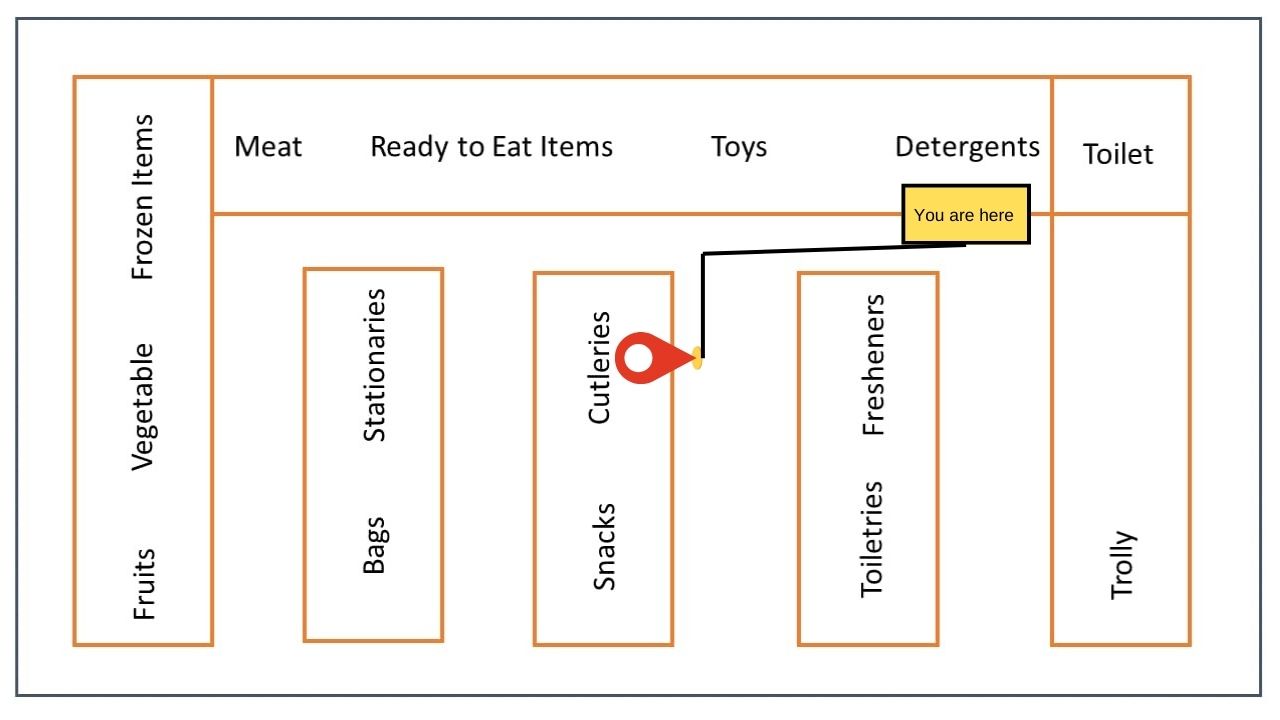 Meat
Ready to Eat Items
Toys
Detergents
Toilet
You are here
Frozen Items
Vegetable
Fruits
Stationaries
Bags
Cutleries
Snacks
Fresheners
Toiletries
Trolly